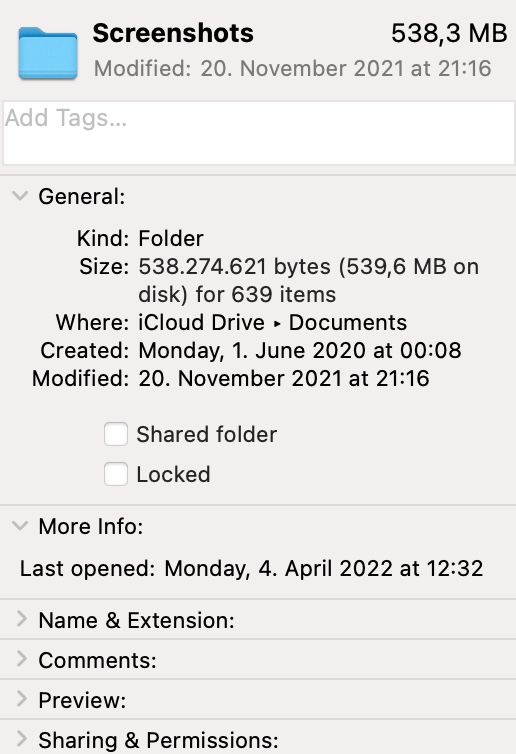 Screenshots 538,3 MB
Modified: 20. November 2021 at 21:16
Add Tags...
General:
Kind: Folder
Size: 538.274.621 bytes (539,6 MB on
disk) for 639 items
Where: iCloud Drive ▸ Documents
Created: Monday, 1. June 2020 at 00:08
Modified: 20. November 2021 at 21:16
Shared folder
Locked
More Info:
Last opened: Monday, 4. April 2022 at 12:32
Name & Extension:
Comments:
Preview:
Sharing & Permissions: